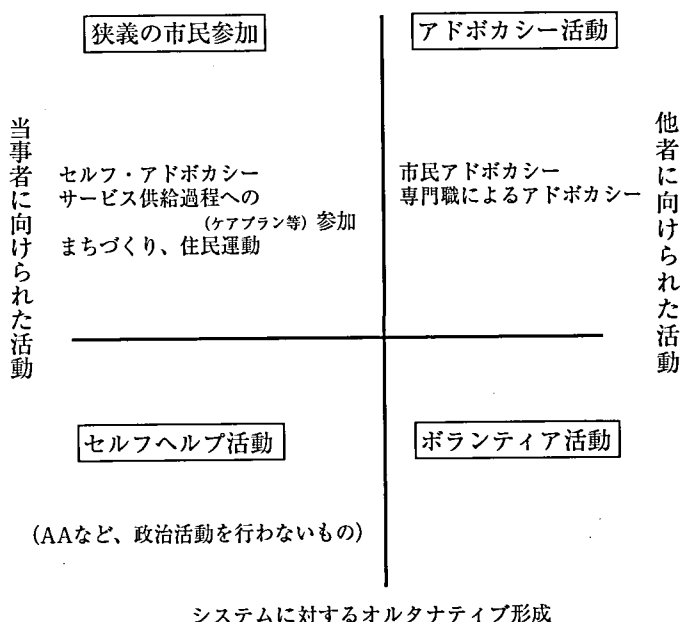 狭義の市民参加
アドボカシー活動
当事者に向けられた活動
セルフ・アドボカシー
サービス供給過程への
(ケアプラン等)参加
まちづくり、住民運動
市民アドボカシー
専門職によるアドボカシー
他者に向けられた活動
セルフヘルプ活動
ボランティア活動
(AAなど、政治活動を行わないもの)
システムに対するオルタナティブ形成